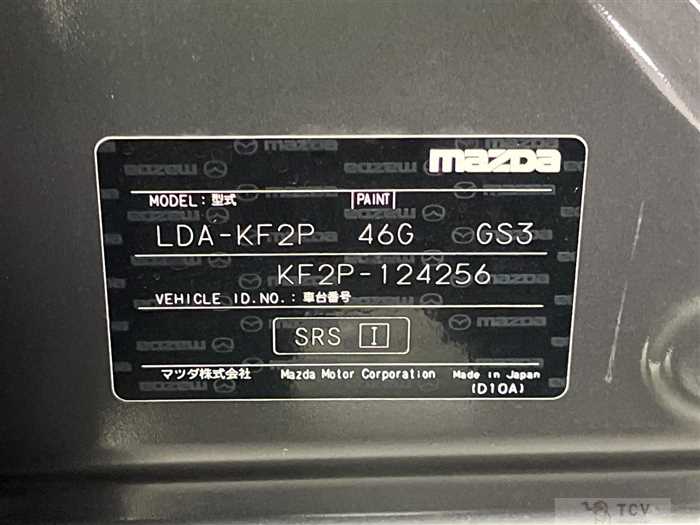 mazda
MODEL: 型式 PAINT
LDA-KF2P 46G GS3
KF2P-124256
VEHICLE ID.NO.: 車台番号
SRS I
マツダ株式会社 Mazda Motor Corporation Made in Japan
(D10A)
TCV